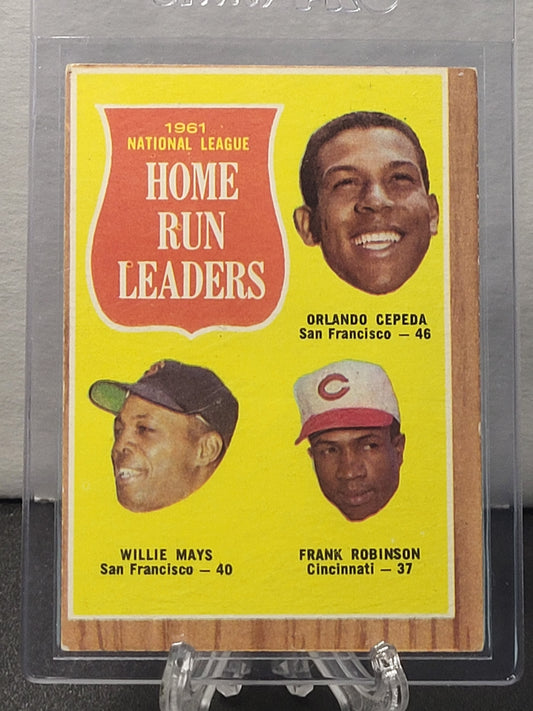 1961
NATIONAL LEAGUE
HOME
RUN
LEADERS
ORLANDO CEPEDA
San Francisco — 46
C
WILLIE MAYS
San Francisco — 40
FRANK ROBINSON
Cincinnati — 37